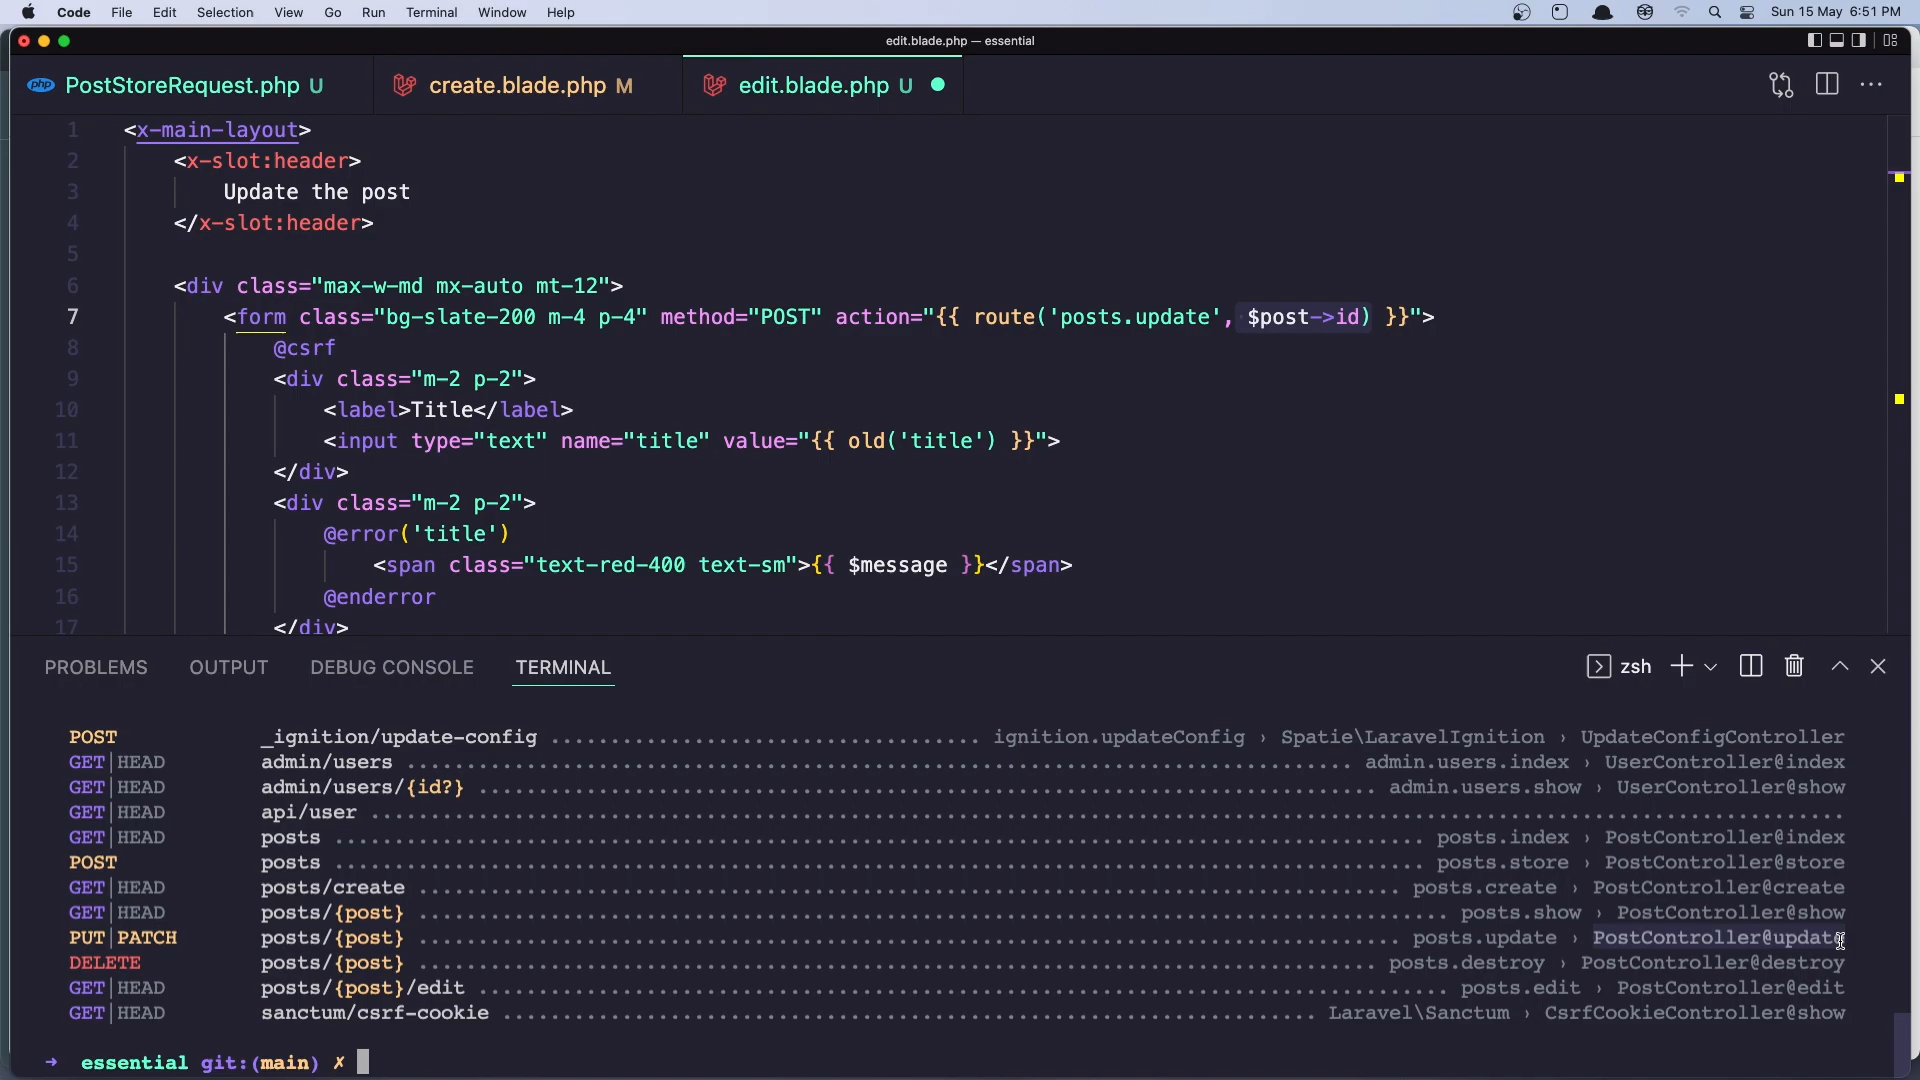 Code File Edit Selection View Go Run Terminal Window Help Sun 15 May 6:51 PM
edit.blade.php — essential
php PostStoreRequest.php U create.blade.php M edit.blade.php U
1 <x-main-layout>
2 <x-slot:header>
3 Update the post
4 </x-slot:header>
5
6 <div class="max-w-md mx-auto mt-12">
7 <form class="bg-slate-200 m-4 p-4" method="POST" action="{{ route('posts.update', $post->id) }}">
8 @csrf
9 <div class="m-2 p-2">
10 <label>Title</label>
11 <input type="text" name="title" value="{{ old('title') }}">
12 </div>
13 <div class="m-2 p-2">
14 @error('title')
15 <span class="text-red-400 text-sm">{{ $message }}</span>
16 @enderror
17 </div>
PROBLEMS OUTPUT DEBUG CONSOLE TERMINAL zsh
POST _ignition/update-config .................................... ignition.updateConfig › Spatie\LaravelIgnition › UpdateConfigController
GET|HEAD admin/users ............................................................................... admin.users.index › UserController@index
GET|HEAD admin/users/{id?} ........................................................................... admin.users.show › UserController@show
GET|HEAD api/user ...........................................................................................................................
GET|HEAD posts ........................................................................................... posts.index › PostController@index
POST posts ........................................................................................... posts.store › PostController@store
GET|HEAD posts/create .................................................................................. posts.create › PostController@create
GET|HEAD posts/{post} ...................................................................................... posts.show › PostController@show
PUT|PATCH posts/{post} .................................................................................. posts.update › PostController@update
DELETE posts/{post} ................................................................................ posts.destroy › PostController@destroy
GET|HEAD posts/{post}/edit ................................................................................. posts.edit › PostController@edit
GET|HEAD sanctum/csrf-cookie .................................................................... Laravel\Sanctum › CsrfCookieController@show
➜ essential git:(main) ✗